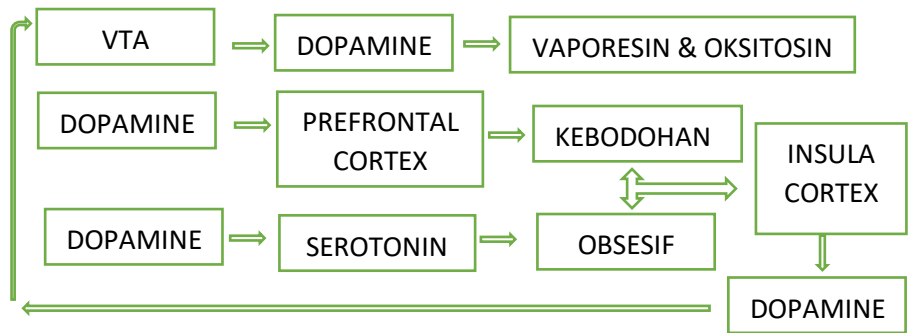 VTA
DOPAMINE
VAPORESIN & OKSITOSIN
DOPAMINE
PREFRONTAL
CORTEX
KEBODOHAN
INSULA
CORTEX
DOPAMINE
SEROTONIN
OBSESIF
DOPAMINE